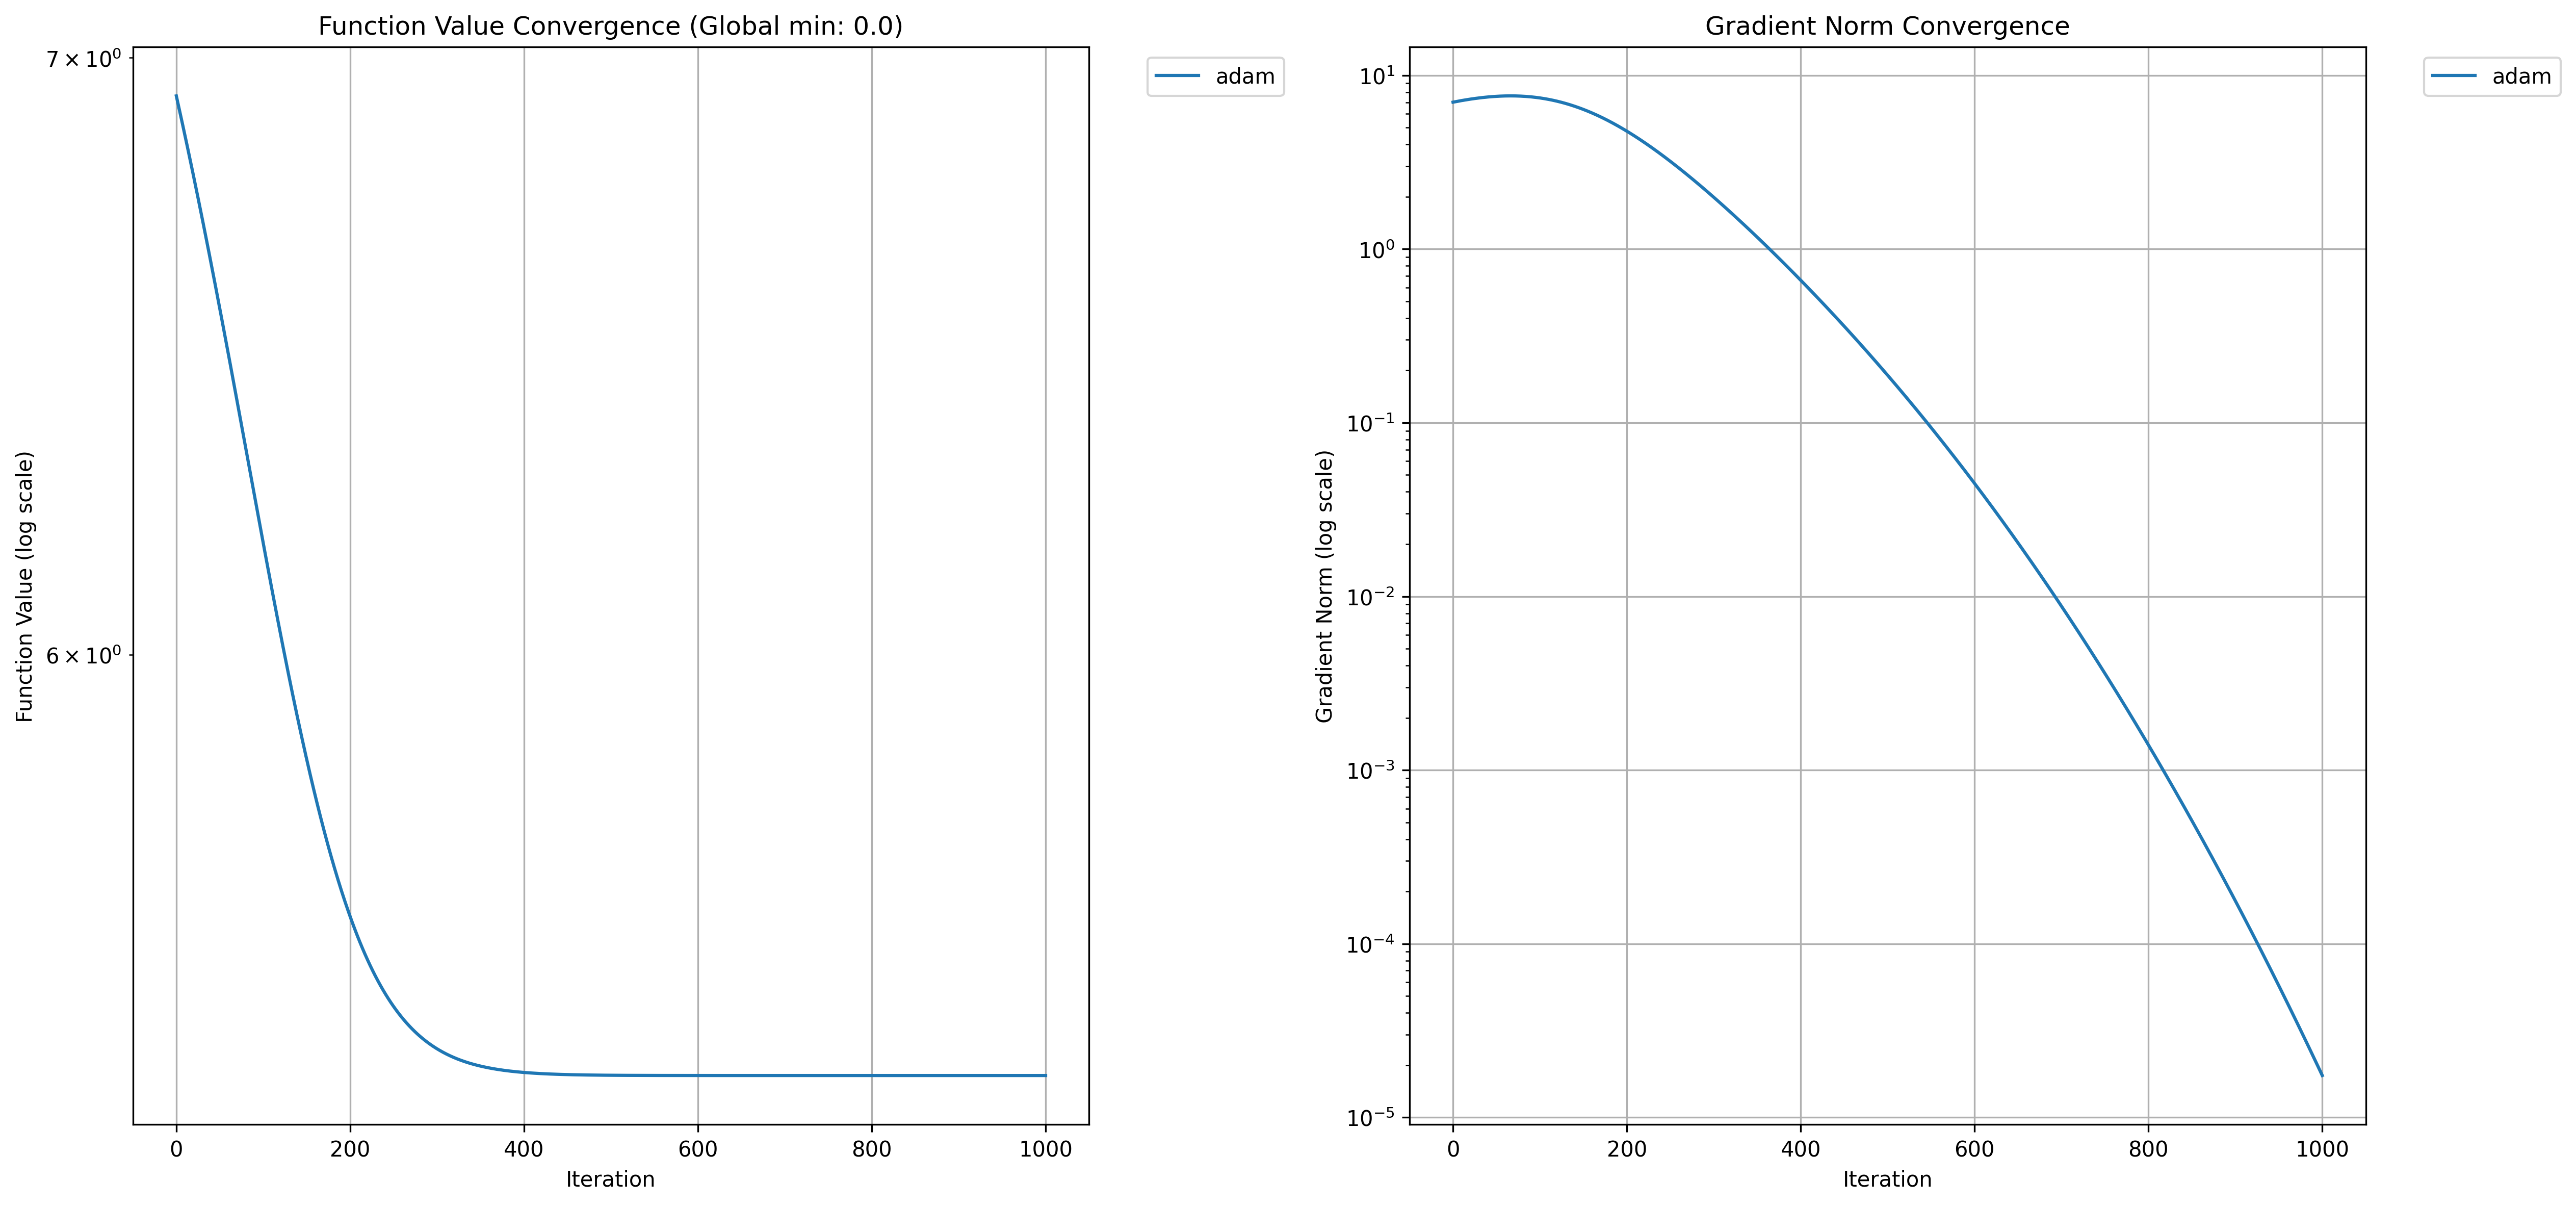 Function Value Convergence (Global min: 0.0)
7 × 10⁰
6 × 10⁰
Function Value (log scale)
0 200 400 600 800 1000
Iteration
adam
Gradient Norm Convergence
10¹
10⁰
10⁻¹
10⁻²
10⁻³
10⁻⁴
10⁻⁵
Gradient Norm (log scale)
0 200 400 600 800 1000
Iteration
adam